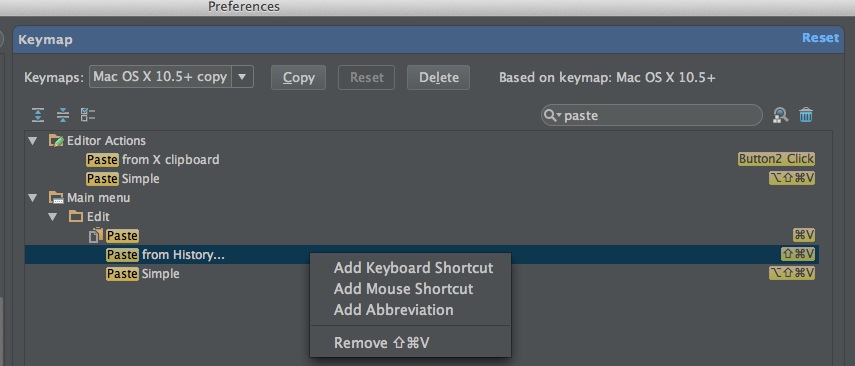 Preferences
Keymap Reset
Keymaps: Mac OS X 10.5+ copy Copy Reset Delete Based on keymap: Mac OS X 10.5+
paste
Editor Actions
Paste from X clipboard Button2 Click
Paste Simple ⌥⇧⌘V
Main menu
Edit
Paste ⌘V
Paste from History... ⇧⌘V
Paste Simple ⌥⇧⌘V
Add Keyboard Shortcut
Add Mouse Shortcut
Add Abbreviation
Remove ⇧⌘V